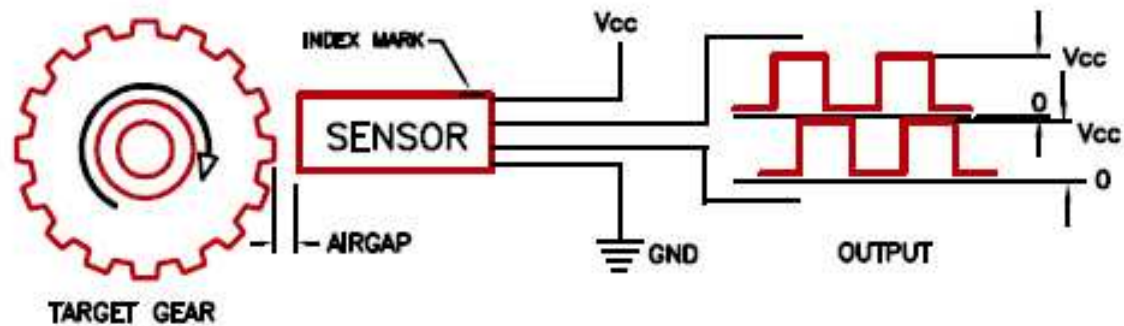 Vcc
INDEX MARK
SENSOR
Vcc
0
Vcc
0
AIRGAP
GND
OUTPUT
TARGET GEAR